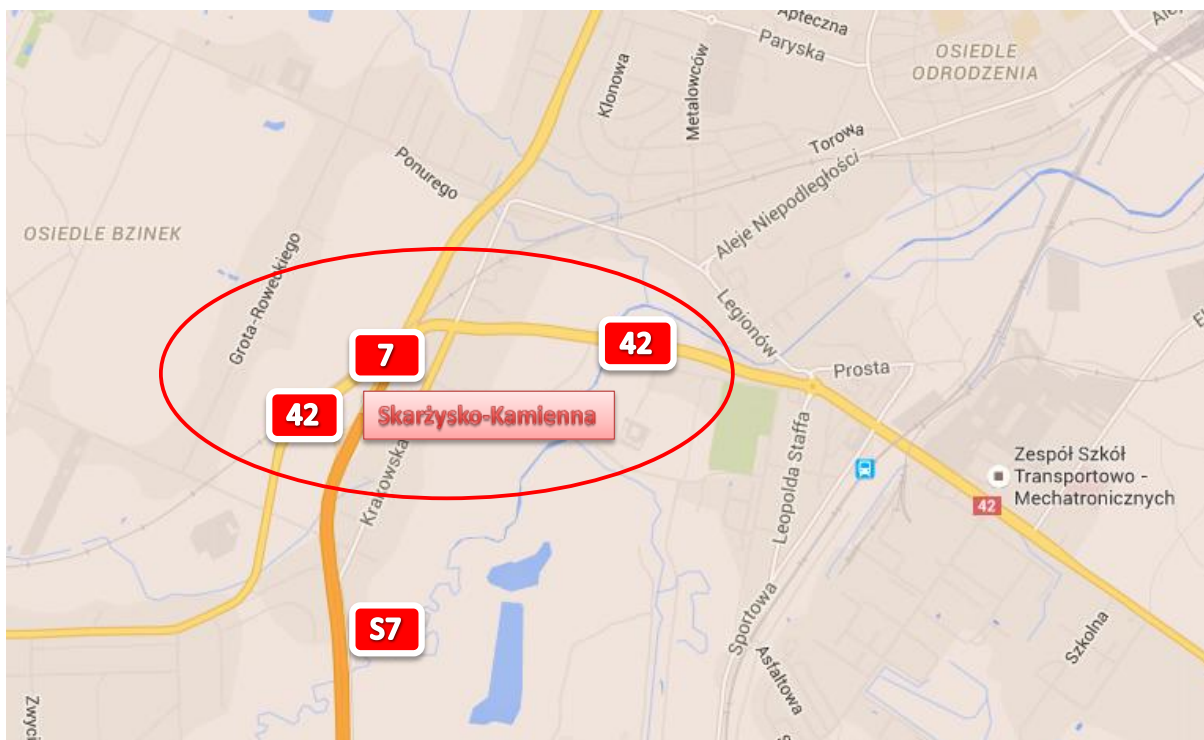 Apteczna
Paryska
OSIEDLE
ODRODZENIA
Klonowa
Metalowców
Torowa
Ponurego
Aleje Niepodległości
OSIEDLE BZINEK
Grota-Roweckiego
Legionów
7
42
Prosta
42
Skarżysko-Kamienna
Krakowska
Leopolda Staffa
Zespół Szkół
Transportowo -
Mechatronicznych
42
S7
Sportowa
Asfaltowa
Szkolna